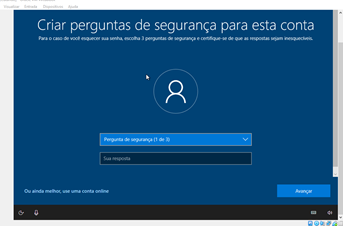 Visualizar Entrada Dispositivos Ajuda
Criar perguntas de segurança para esta conta
Para o caso de você esquecer sua senha, escolha 3 perguntas de segurança e certifique-se de que as respostas sejam inesquecíveis.
Pergunta de segurança (1 de 3)
Sua resposta
Ou ainda melhor, use uma conta online
Avançar